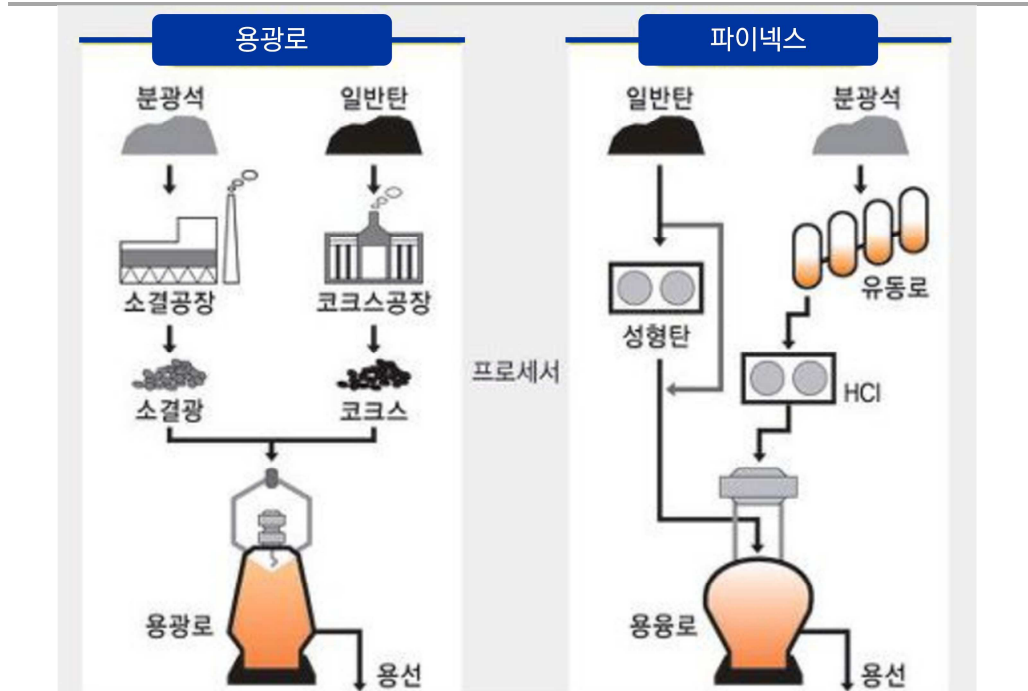 용광로
파이넥스
분광석
일반탄
일반탄
분광석
소결공장
코크스공장
성형탄
유동로
프로세서
소결광
코크스
HCI
용광로
용융로
용선
용선